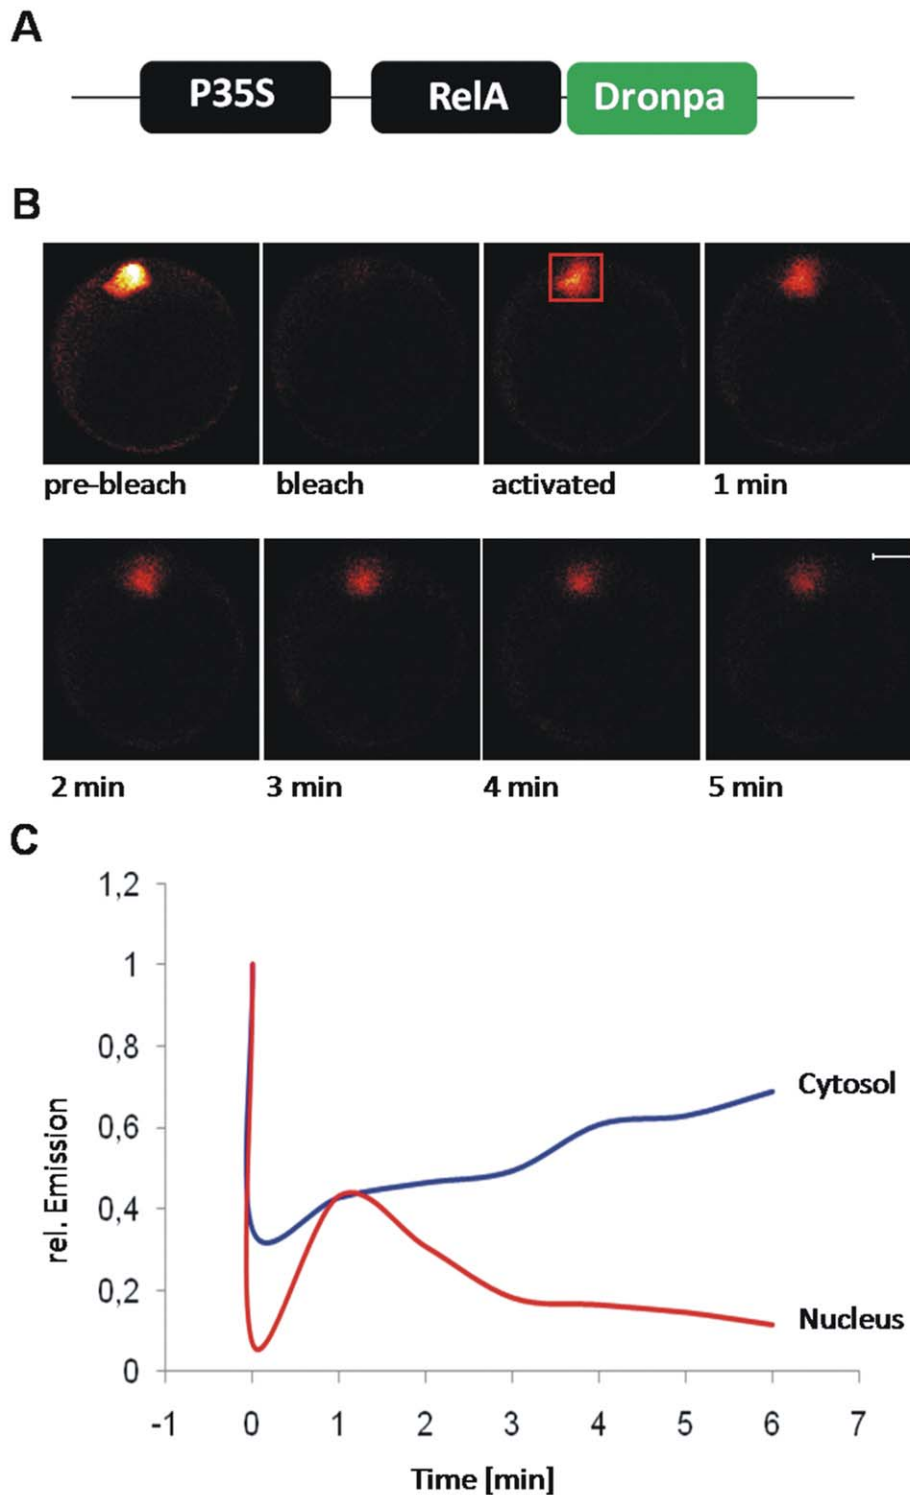 A
P35S RelA Dronpa
B
pre-bleach bleach activated 1 min
2 min 3 min 4 min 5 min
C
1,2
1
0,8
0,6
0,4
0,2
0
rel. Emission
Cytosol
Nucleus
-1 0 1 2 3 4 5 6 7
Time [min]